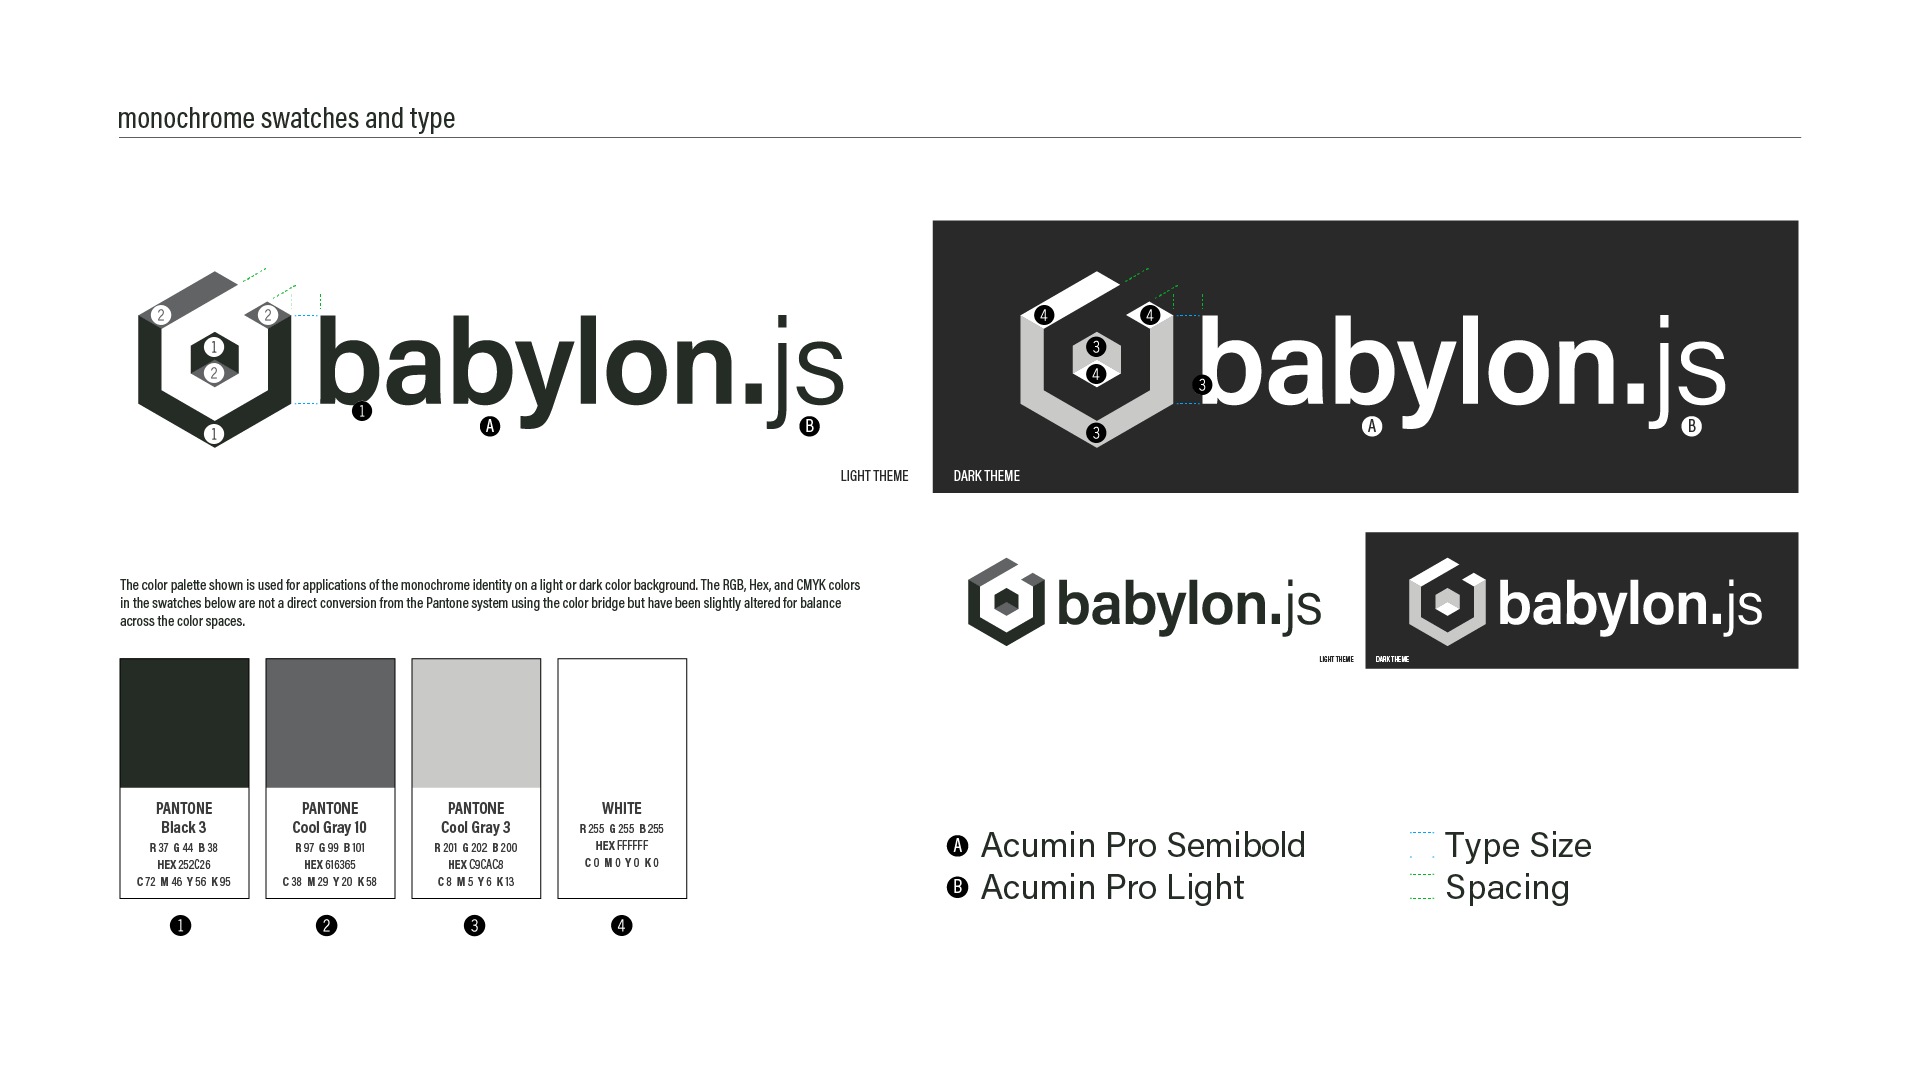 monochrome swatches and type
2
2
1
2
1
babylon.js
1
A
B
LIGHT THEME
4
4
3
4
3
3
babylon.js
A
B
DARK THEME
The color palette shown is used for applications of the monochrome identity on a light or dark color background. The RGB, Hex, and CMYK colors
in the swatches below are not a direct conversion from the Pantone system using the color bridge but have been slightly altered for balance
across the color spaces.
babylon.js
LIGHT THEME
babylon.js
DARK THEME
PANTONE
Black 3
R 37 G 44 B 38
HEX 252C26
C 72 M 46 Y 56 K 95
1
PANTONE
Cool Gray 10
R 97 G 99 B 101
HEX 616365
C 38 M 29 Y 20 K 58
2
PANTONE
Cool Gray 3
R 201 G 202 B 200
HEX C9CAC8
C 8 M 5 Y 6 K 13
3
WHITE
R 255 G 255 B 255
HEX FFFFFF
C 0 M 0 Y 0 K 0
4
A Acumin Pro Semibold
B Acumin Pro Light
Type Size
Spacing